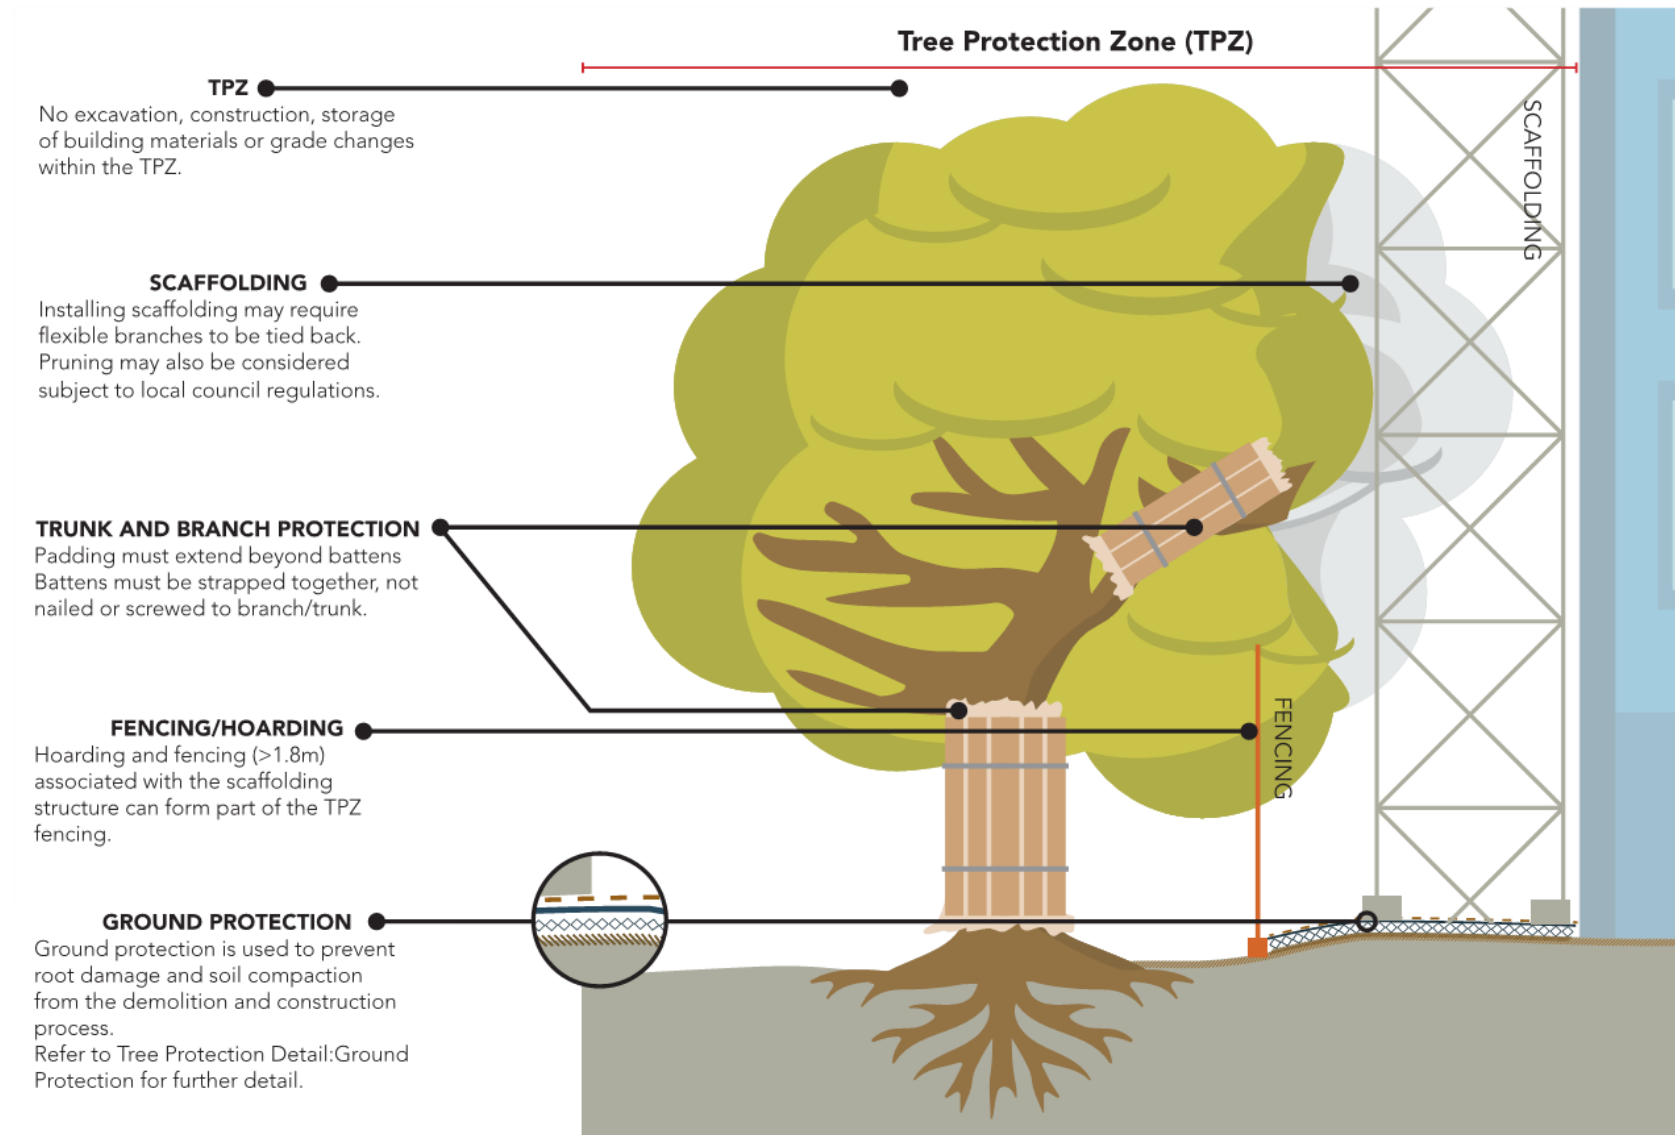 Tree Protection Zone (TPZ)
TPZ
No excavation, construction, storage
of building materials or grade changes
within the TPZ.
SCAFFOLDING
SCAFFOLDING
Installing scaffolding may require
flexible branches to be tied back.
Pruning may also be considered
subject to local council regulations.
TRUNK AND BRANCH PROTECTION
Padding must extend beyond battens
Battens must be strapped together, not
nailed or screwed to branch/trunk.
FENCING
FENCING/HOARDING
Hoarding and fencing (>1.8m)
associated with the scaffolding
structure can form part of the TPZ
fencing.
GROUND PROTECTION
Ground protection is used to prevent
root damage and soil compaction
from the demolition and construction
process.
Refer to Tree Protection Detail:Ground
Protection for further detail.